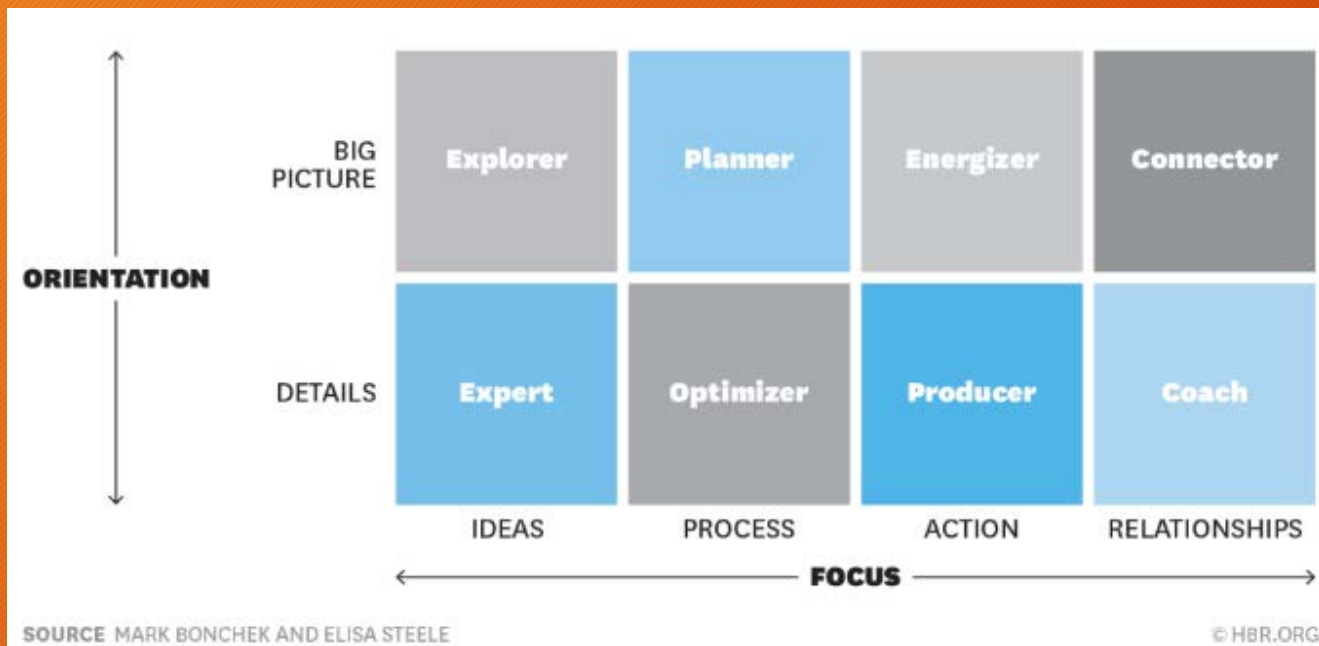 BIG
PICTURE
Explorer
Planner
Energizer
Connector
ORIENTATION
DETAILS
Expert
Optimizer
Producer
Coach
IDEAS
PROCESS
ACTION
RELATIONSHIPS
FOCUS
SOURCE MARK BONCHEK AND ELISA STEELE
© HBR.ORG